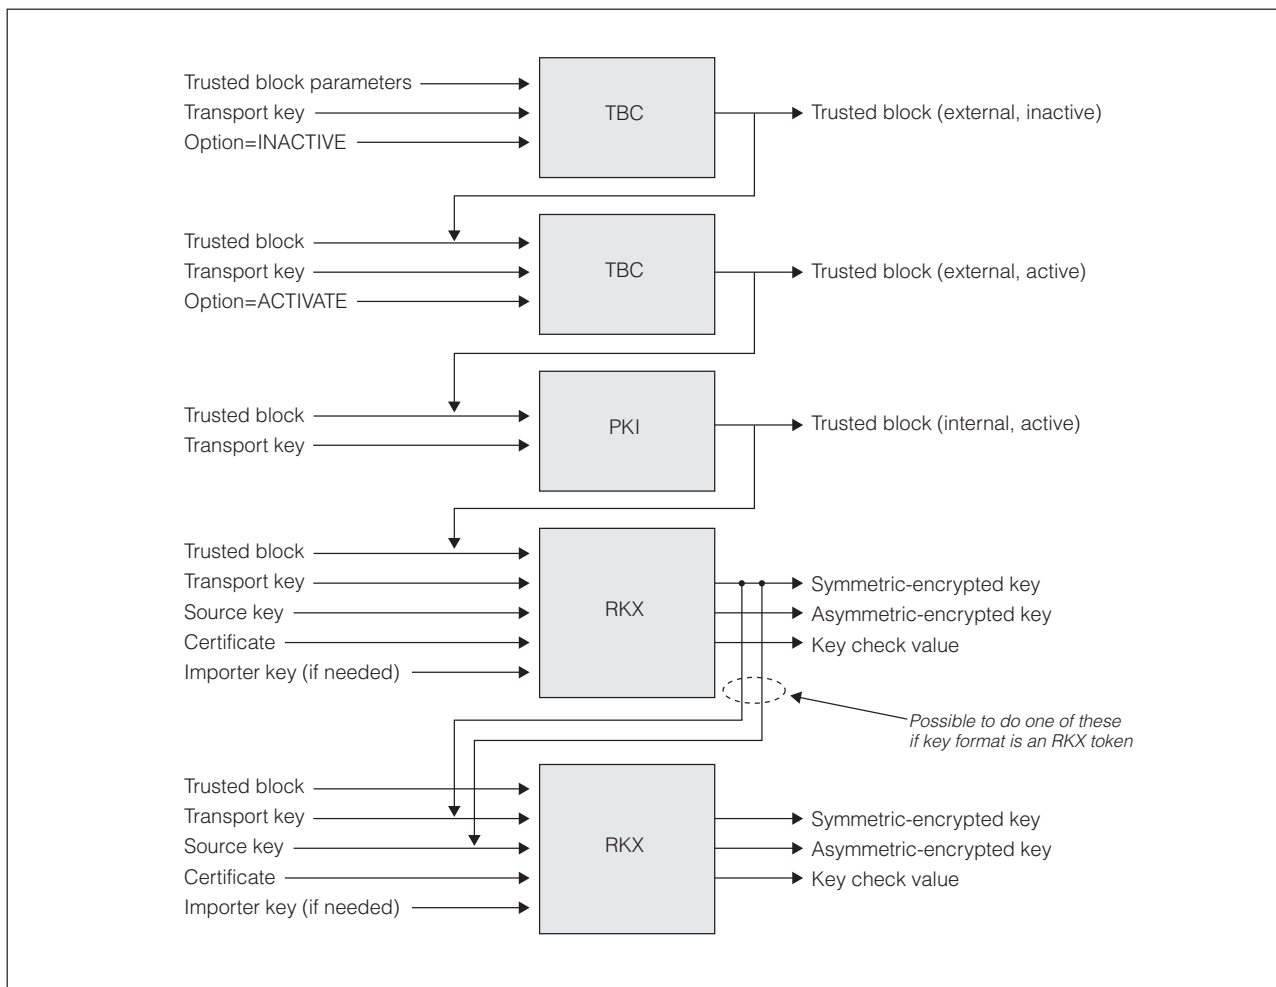 Trusted block parameters
Transport key
Option=INACTIVE
TBC
Trusted block (external, inactive)
Trusted block
Transport key
Option=ACTIVATE
TBC
Trusted block (external, active)
Trusted block
Transport key
PKI
Trusted block (internal, active)
Trusted block
Transport key
Source key
Certificate
Importer key (if needed)
RKX
Symmetric-encrypted key
Asymmetric-encrypted key
Key check value
Possible to do one of these
if key format is an RKX token
Trusted block
Transport key
Source key
Certificate
Importer key (if needed)
RKX
Symmetric-encrypted key
Asymmetric-encrypted key
Key check value